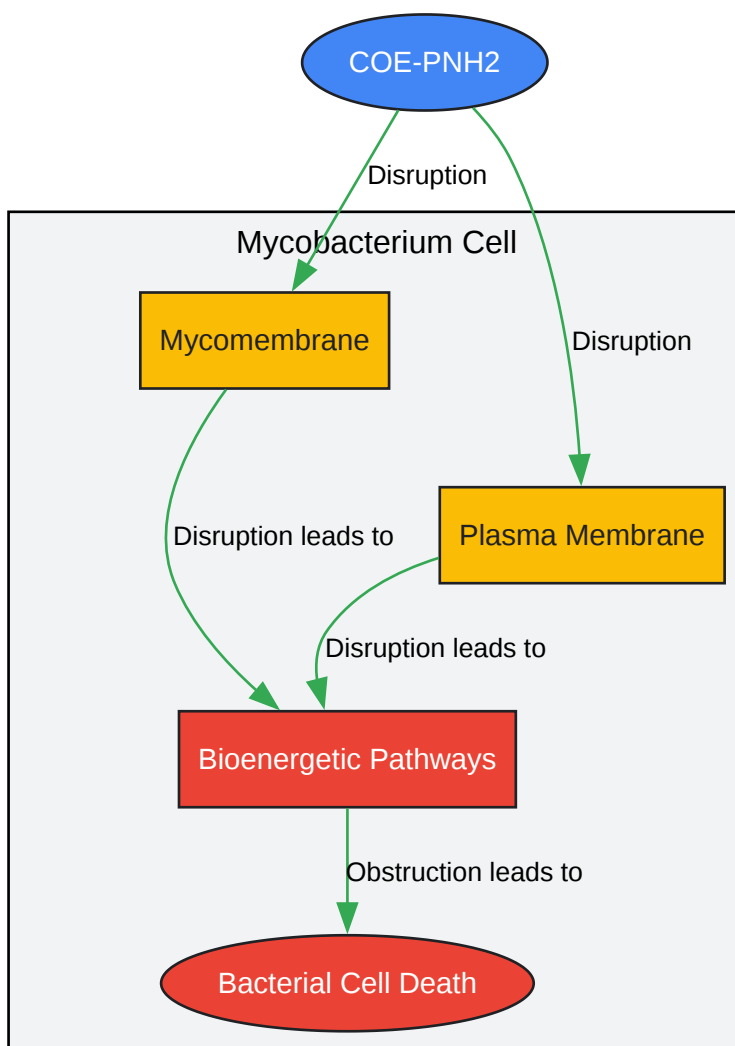 COE-PNH2
Disruption
Mycobacterium Cell
Mycomembrane
Disruption
Disruption leads to
Plasma Membrane
Disruption leads to
Bioenergetic Pathways
Obstruction leads to
Bacterial Cell Death